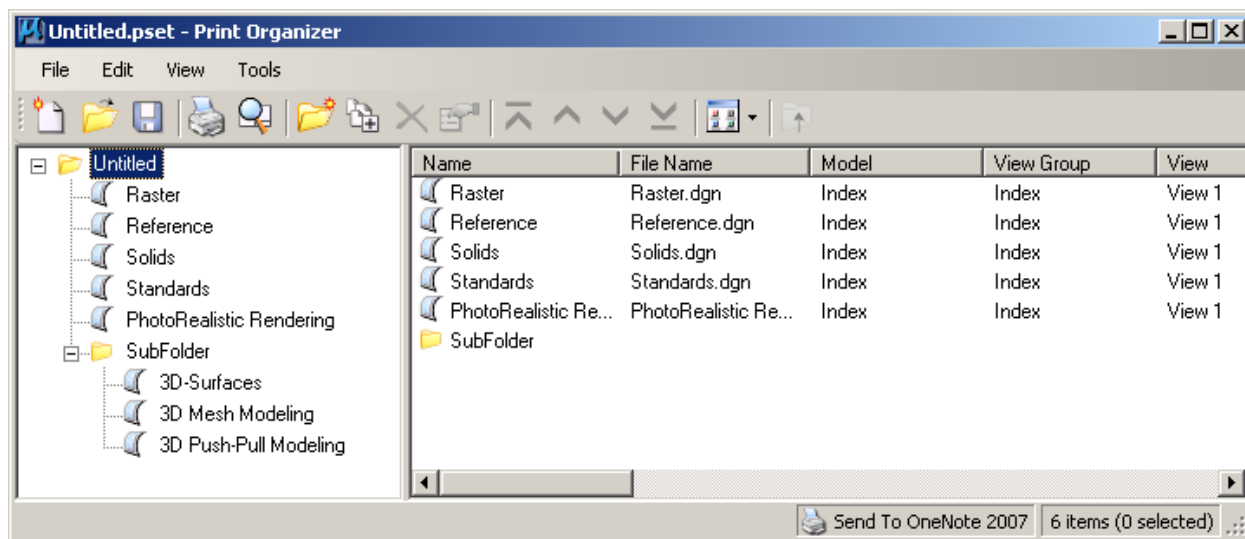 Untitled.pset - Print Organizer
File Edit View Tools
Untitled
Raster
Reference
Solids
Standards
PhotoRealistic Rendering
SubFolder
3D-Surfaces
3D Mesh Modeling
3D Push-Pull Modeling
Name File Name Model View Group View
Raster Raster.dgn Index Index View 1
Reference Reference.dgn Index Index View 1
Solids Solids.dgn Index Index View 1
Standards Standards.dgn Index Index View 1
PhotoRealistic Re... PhotoRealistic Re... Index Index View 1
SubFolder
Send To OneNote 2007 6 items (0 selected)